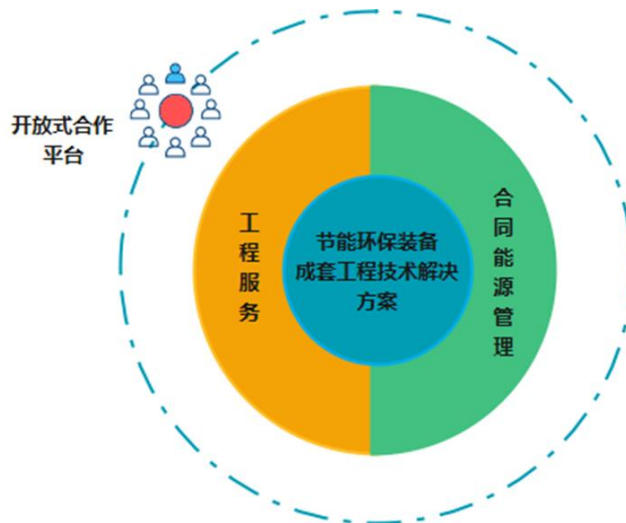 开放式合作
平台
工程服务
节能环保装备
成套工程技术解决
方案
合同能源管理